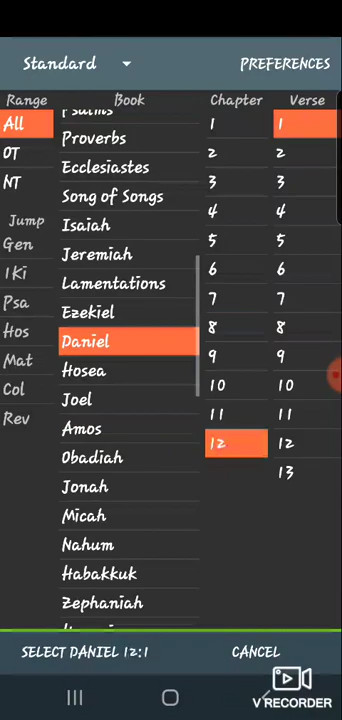 Standard PREFERENCES
Range Book Chapter Verse
All Psalms 1 1
OT Proverbs 2 2
NT Ecclesiastes 3 3
Jump Song of Songs 4 4
Gen Isaiah 5 5
1Ki Jeremiah 6 6
Psa Lamentations 7 7
Hos Ezekiel 8 8
Mat Daniel 9 9
Col Hosea 10 10
Rev Joel 11 11
Amos 12 12
Obadiah 13
Jonah
Micah
Nahum
Habakkuk
Zephaniah
SELECT DANIEL 12:1 CANCEL
V RECORDER